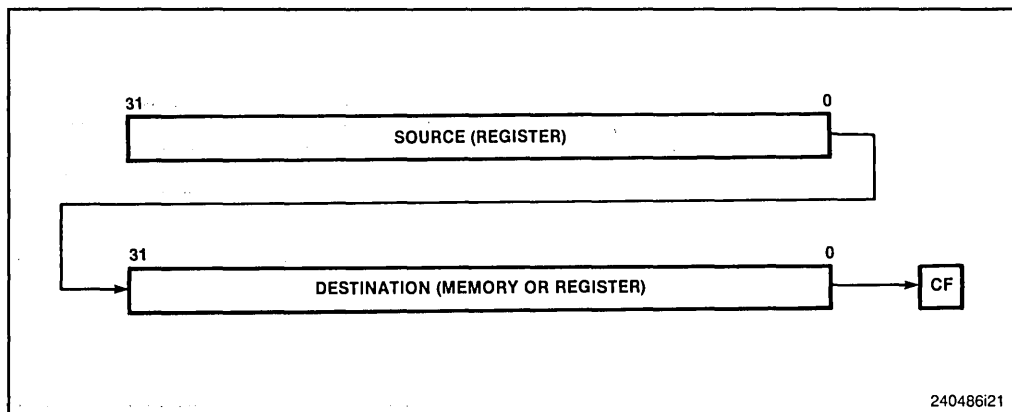 31 0
SOURCE (REGISTER)
31 0
DESTINATION (MEMORY OR REGISTER) CF
240486i21